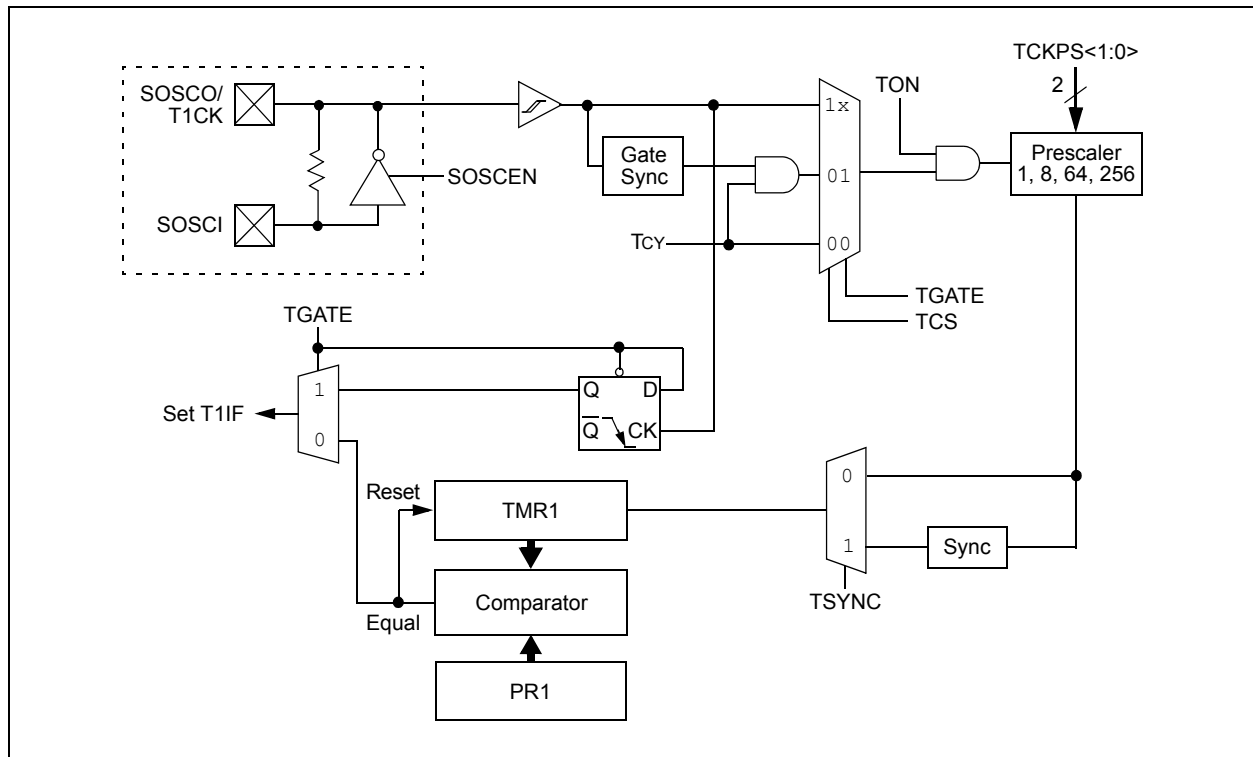 TCKPS<1:0>
SOSCO/
T1CK
TON
2
1x
Gate
Sync
Prescaler
1, 8, 64, 256
SOSCEN
01
SOSCI
TCY
00
TGATE
TCS
TGATE
1
Q
D
Set T1IF
Q
CK
0
0
Reset
TMR1
1
Sync
TSYNC
Comparator
Equal
PR1